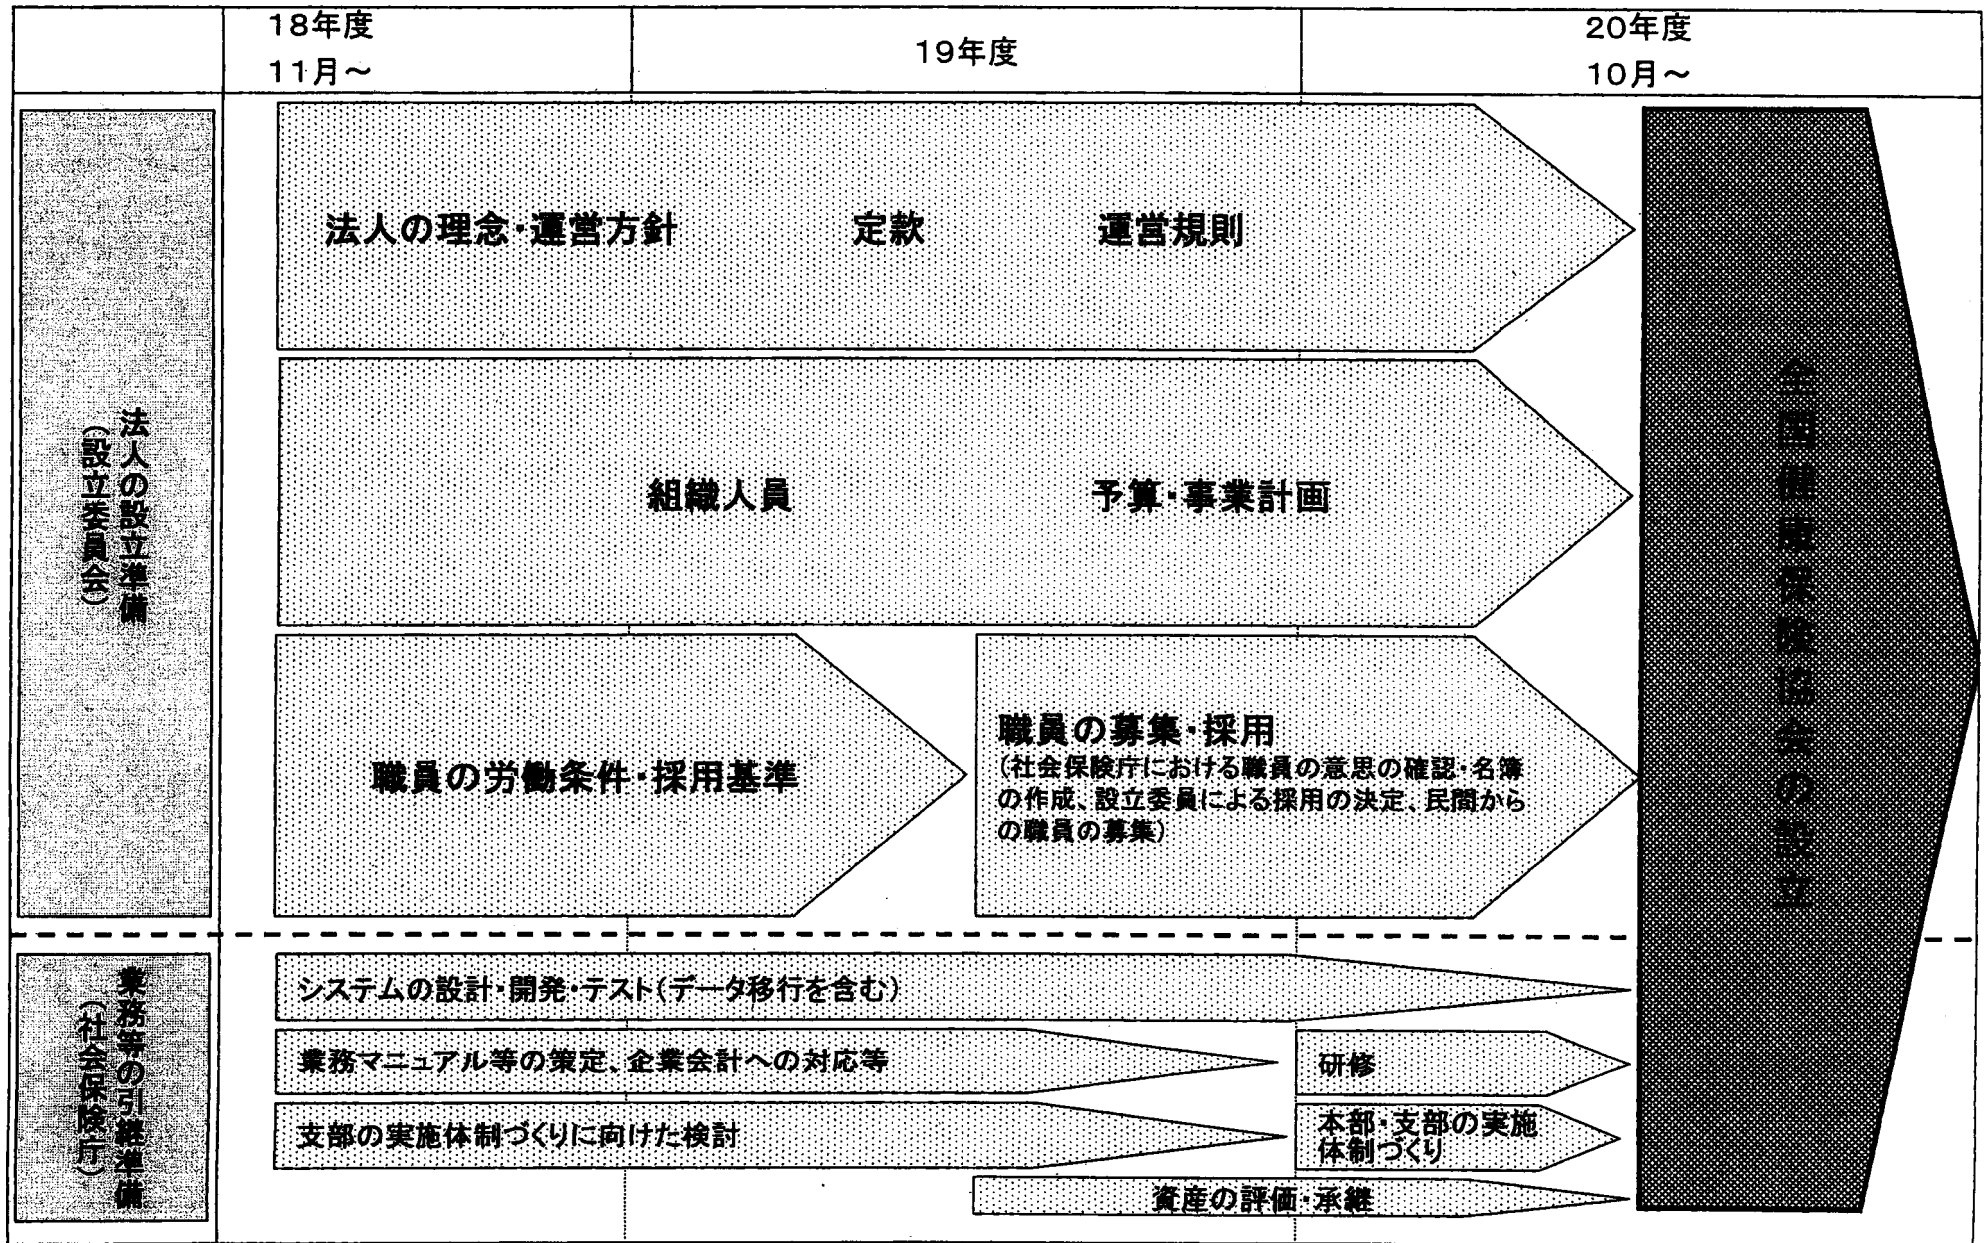 18年度
11月～
19年度
20年度
10月～
法人の設立準備
（設立委員会）
法人の理念・運営方針
定款
運営規則
組織人員
予算・事業計画
職員の労働条件・採用基準
職員の募集・採用
（社会保険庁における職員の意思の確認・名簿
の作成、設立委員による採用の決定、民間から
の職員の募集）
全国健康保険協会の設立
業務等の引継準備
（社会保険庁）
システムの設計・開発・テスト（データ移行を含む）
業務マニュアル等の策定、企業会計への対応等
研修
支部の実施体制づくりに向けた検討
本部・支部の実施
体制づくり
資産の評価・承継